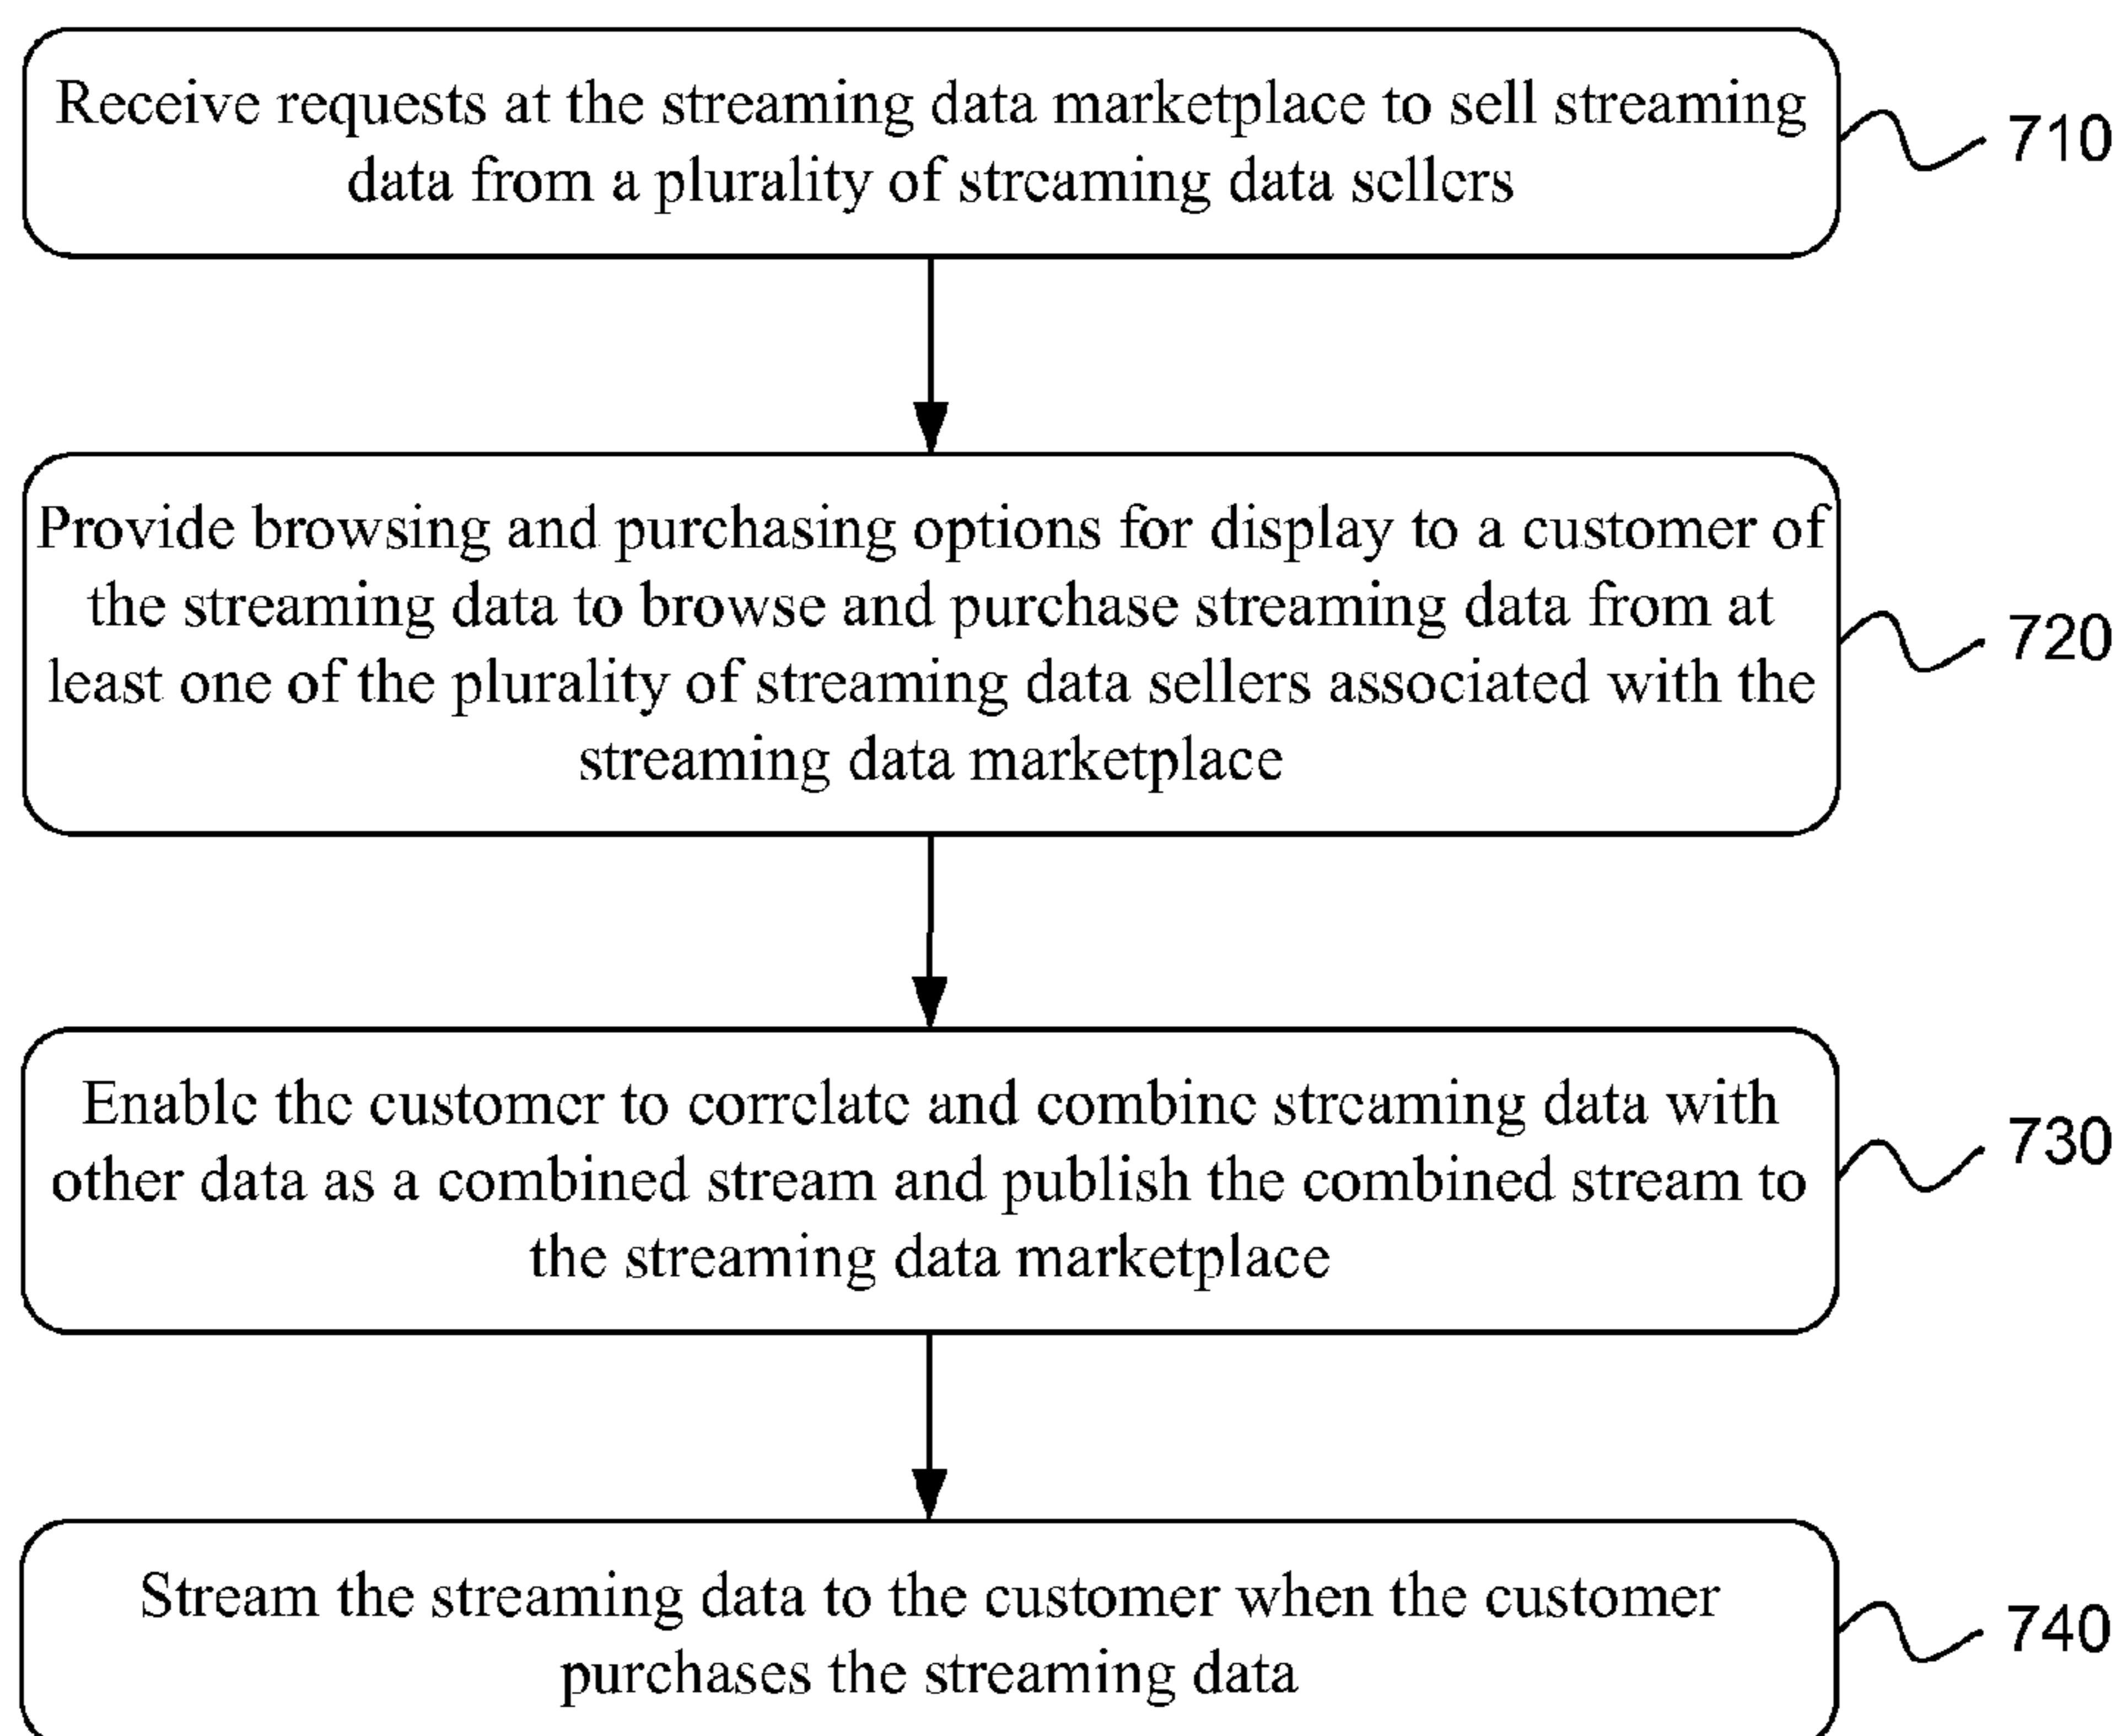 Receive requests at the streaming data marketplace to sell streaming
data from a plurality of streaming data sellers
710
Provide browsing and purchasing options for display to a customer of
the streaming data to browse and purchase streaming data from at
least one of the plurality of streaming data sellers associated with the
streaming data marketplace
720
Enable the customer to correlate and combine streaming data with
other data as a combined stream and publish the combined stream to
the streaming data marketplace
730
Stream the streaming data to the customer when the customer
purchases the streaming data
740